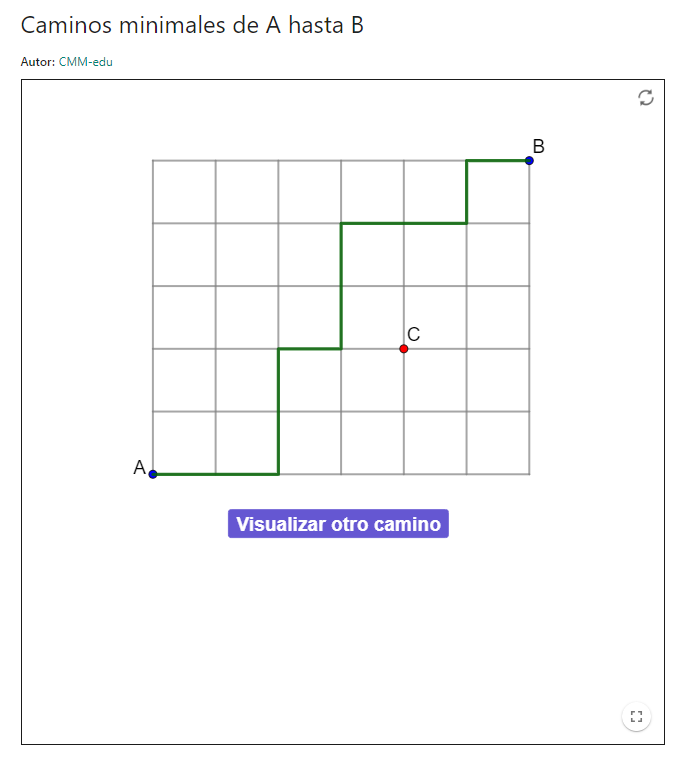 Caminos minimales de A hasta B
Autor: CMM-edu
B
C
A
Visualizar otro camino